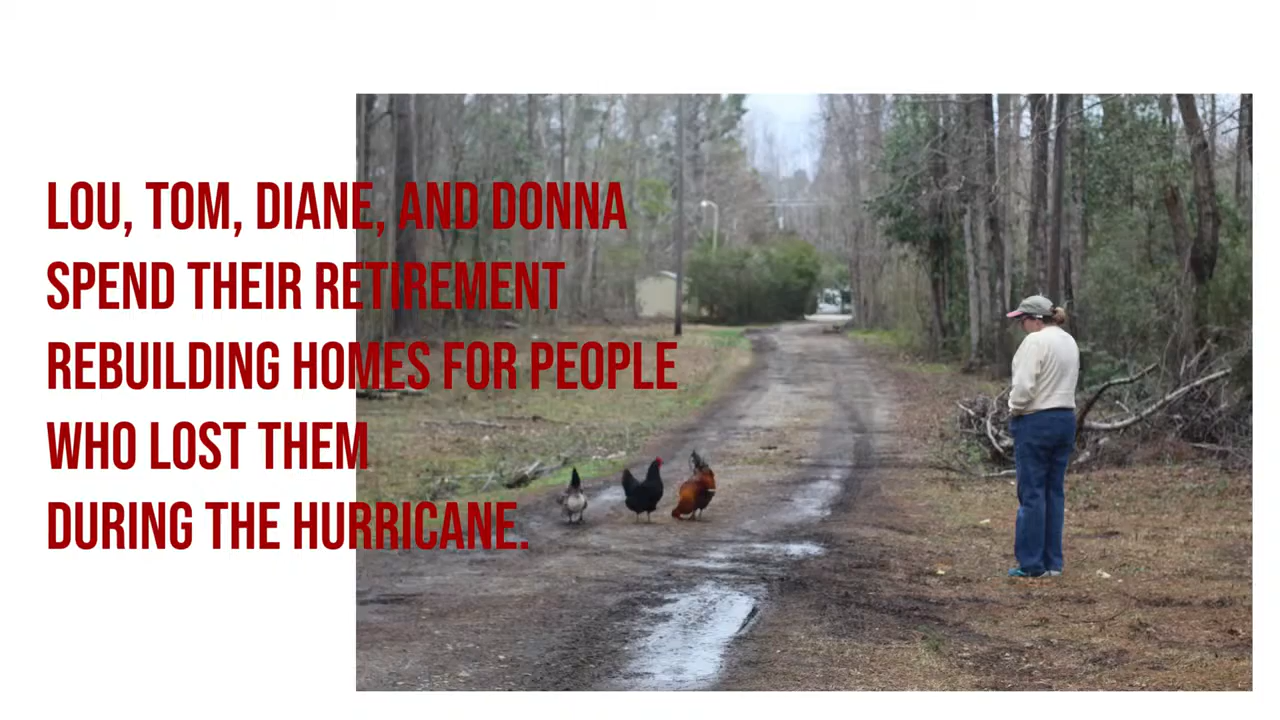 LOU, TOM, DIANE, AND DONNA
SPEND THEIR RETIREMENT
REBUILDING HOMES FOR PEOPLE
WHO LOST THEM
DURING THE HURRICANE.